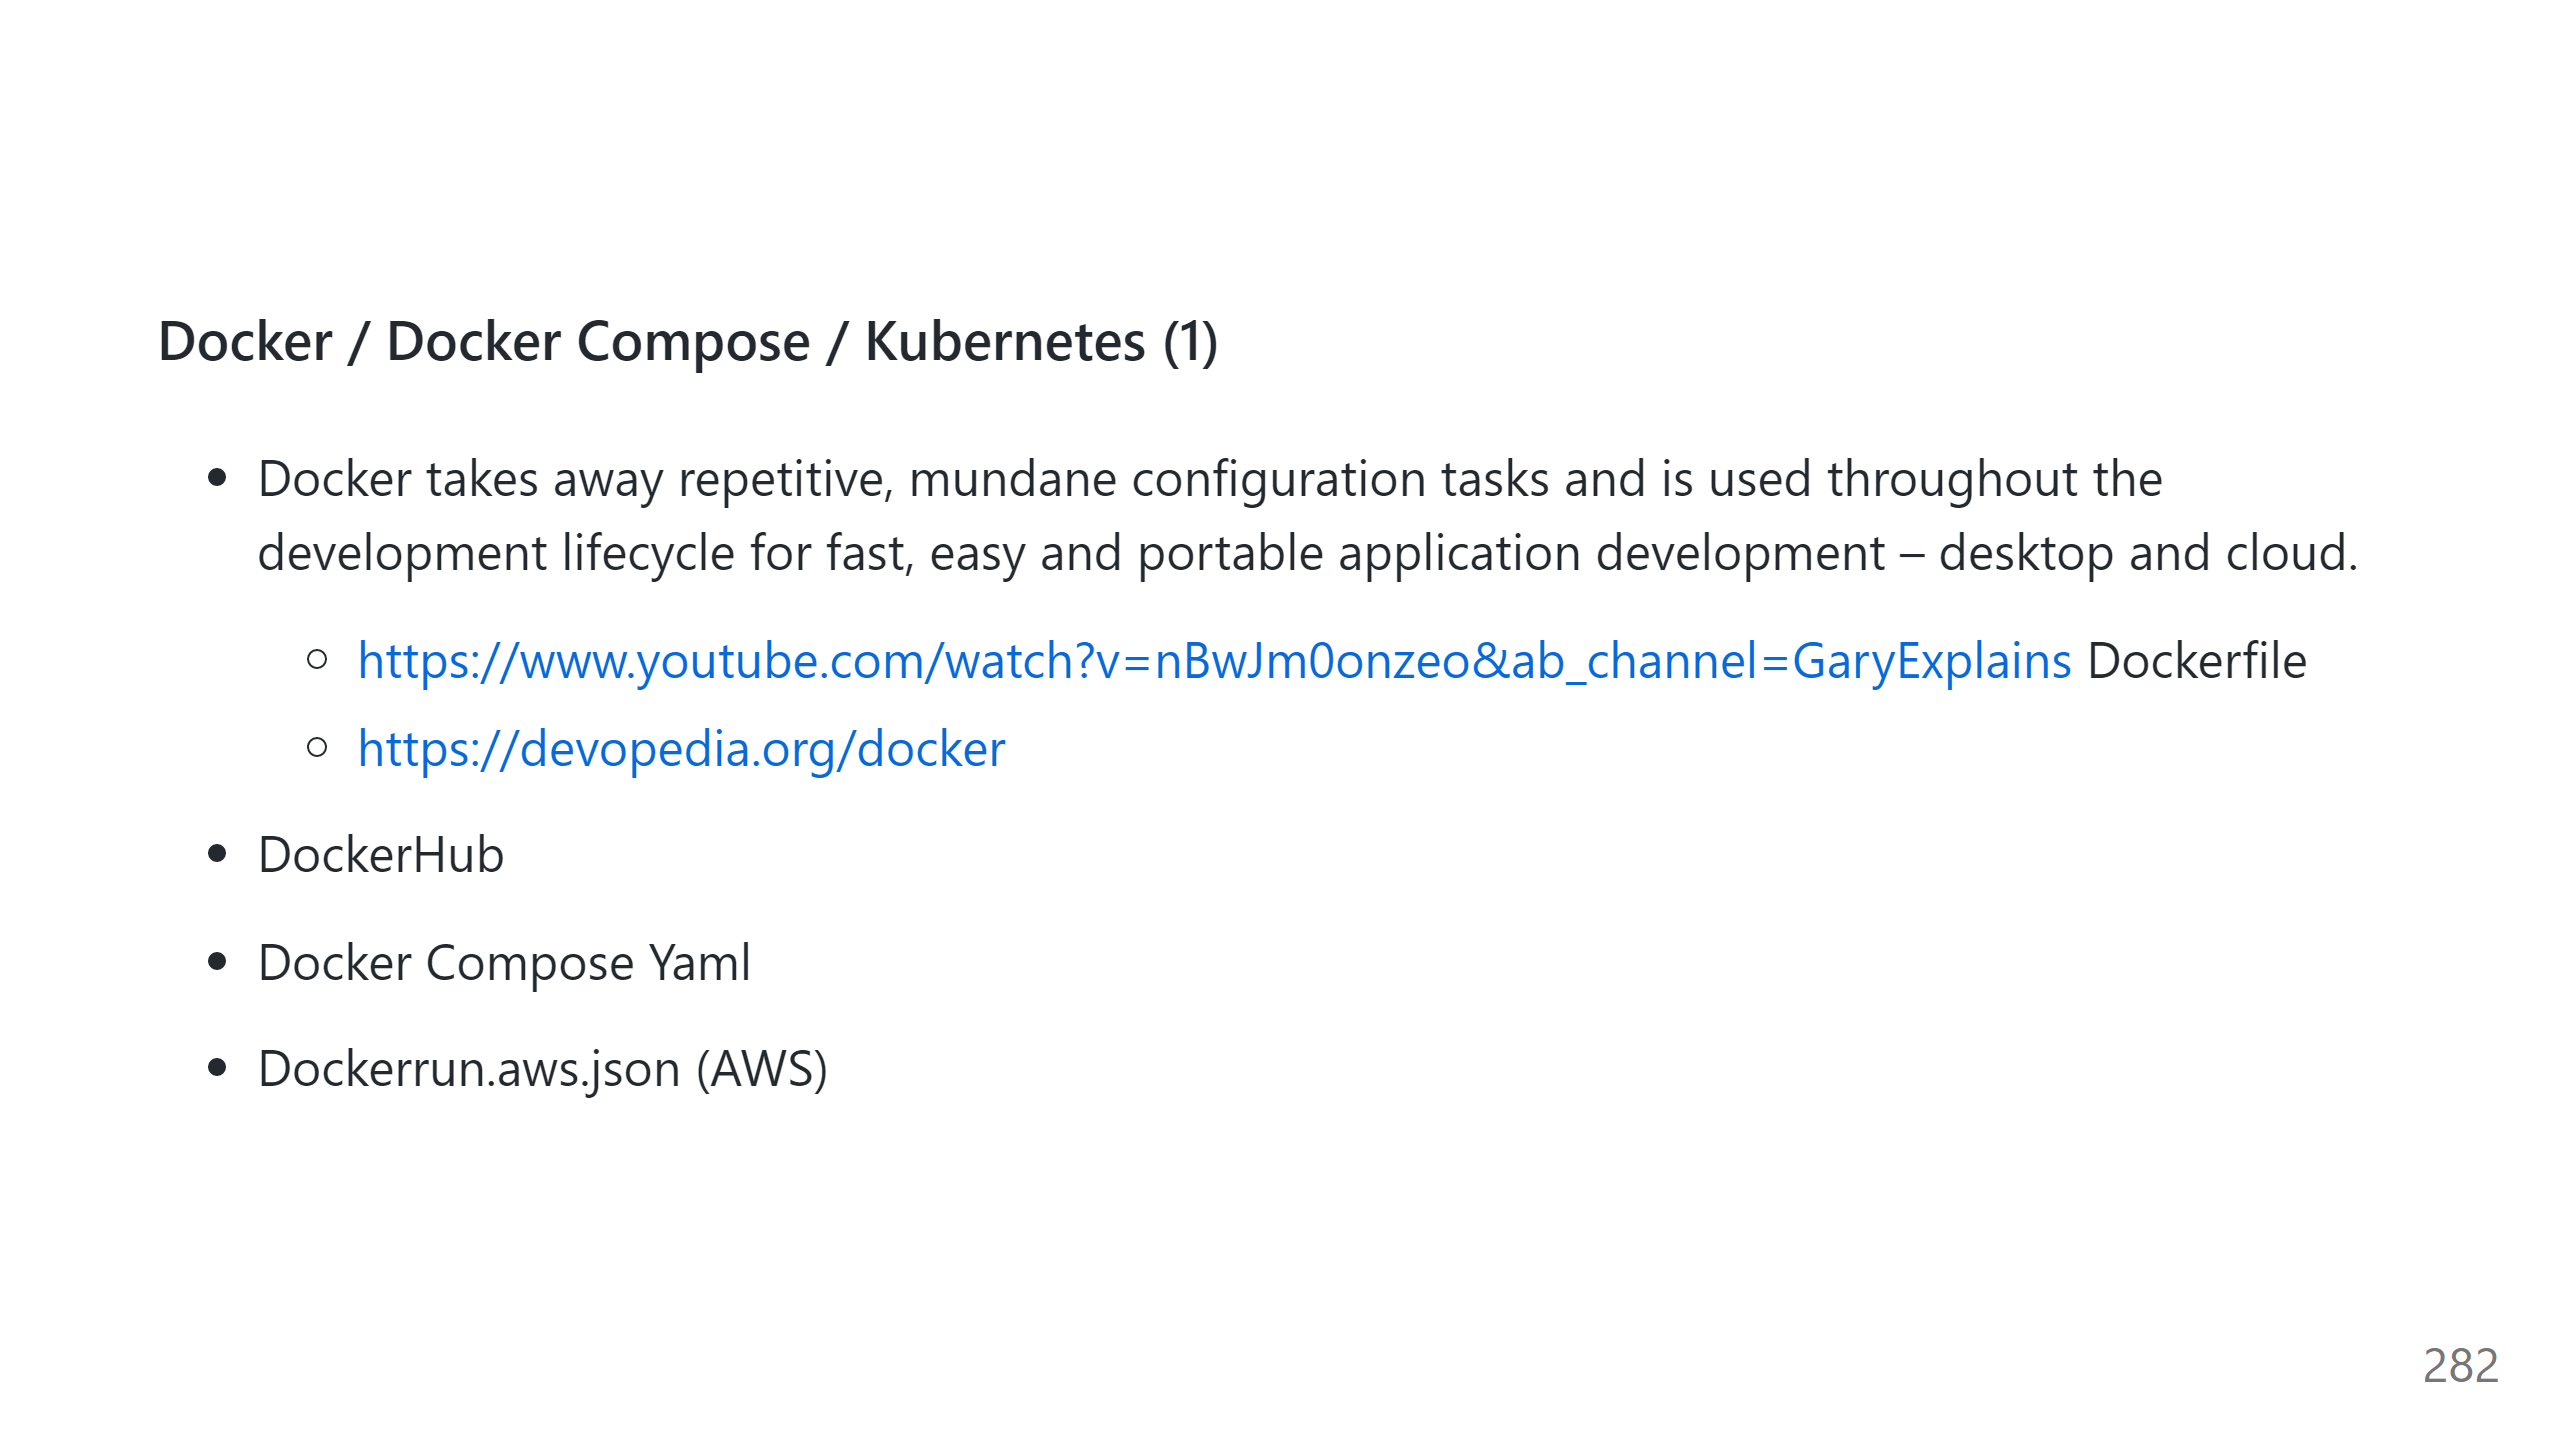 Docker / Docker Compose / Kubernetes (1)
Docker takes away repetitive, mundane configuration tasks and is used throughout the
development lifecycle for fast, easy and portable application development – desktop and cloud.
https://www.youtube.com/watch?v=nBwJm0onzeo&ab_channel=GaryExplains Dockerfile
https://devopedia.org/docker
DockerHub
Docker Compose Yaml
Dockerrun.aws.json (AWS)
282